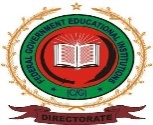 FEDERAL GOVERNMENT EDUCATIONAL INSTITUTIONS
(C/G)
DIRECTORATE